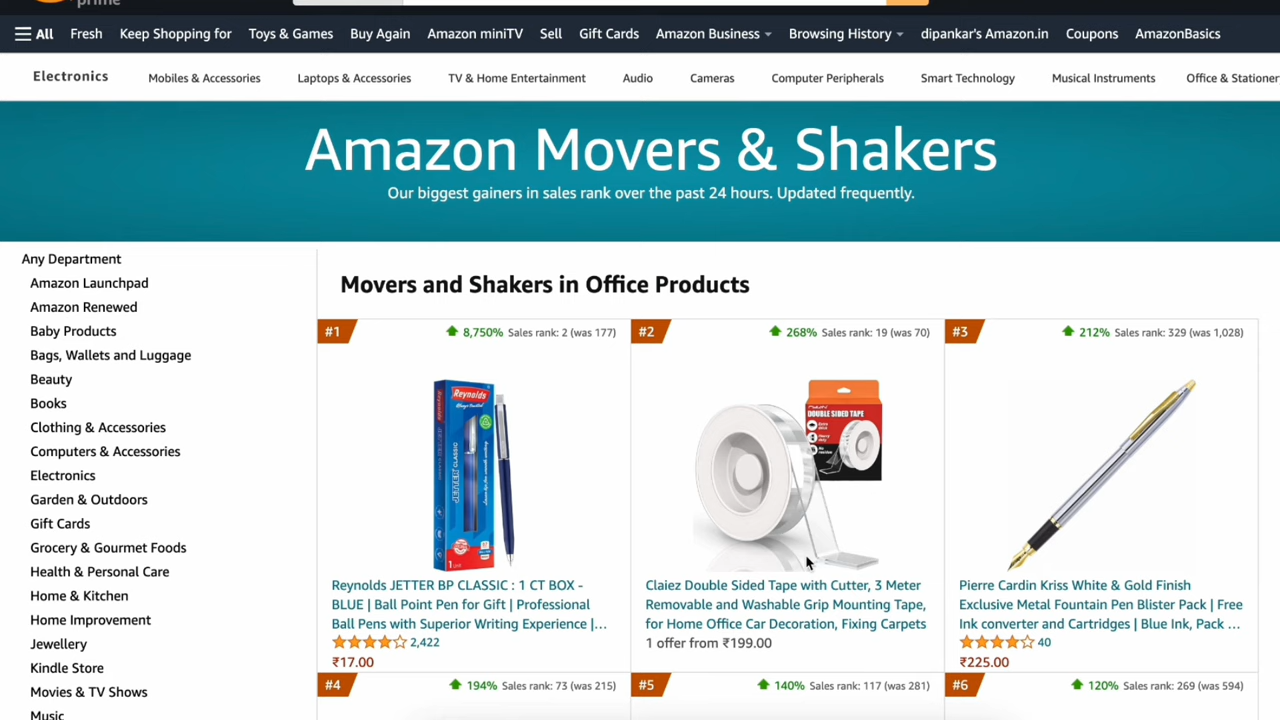 prime
All Fresh Keep Shopping for Toys & Games Buy Again Amazon miniTV Sell Gift Cards Amazon Business Browsing History dipankar's Amazon.in Coupons AmazonBasics
Electronics Mobiles & Accessories Laptops & Accessories TV & Home Entertainment Audio Cameras Computer Peripherals Smart Technology Musical Instruments Office & Stationer
Amazon Movers & Shakers
Our biggest gainers in sales rank over the past 24 hours. Updated frequently.
Any Department
Amazon Launchpad
Amazon Renewed
Baby Products
Bags, Wallets and Luggage
Beauty
Books
Clothing & Accessories
Computers & Accessories
Electronics
Garden & Outdoors
Gift Cards
Grocery & Gourmet Foods
Health & Personal Care
Home & Kitchen
Home Improvement
Jewellery
Kindle Store
Movies & TV Shows
Music
Movers and Shakers in Office Products
#1 8,750% Sales rank: 2 (was 177)
Reynolds
JETTER CLASSIC
Reynolds JETTER BP CLASSIC : 1 CT BOX -
BLUE | Ball Point Pen for Gift | Professional
Ball Pens with Superior Writing Experience |...
2,422
₹17.00
#2 268% Sales rank: 19 (was 70)
DOUBLE SIDED TAPE
Claiez Double Sided Tape with Cutter, 3 Meter
Removable and Washable Grip Mounting Tape,
for Home Office Car Decoration, Fixing Carpets
1 offer from ₹199.00
#3 212% Sales rank: 329 (was 1,028)
Pierre Cardin Kriss White & Gold Finish
Exclusive Metal Fountain Pen Blister Pack | Free
Ink converter and Cartridges | Blue Ink, Pack ...
40
₹225.00
#4 194% Sales rank: 73 (was 215)
#5 140% Sales rank: 117 (was 281)
#6 120% Sales rank: 269 (was 594)